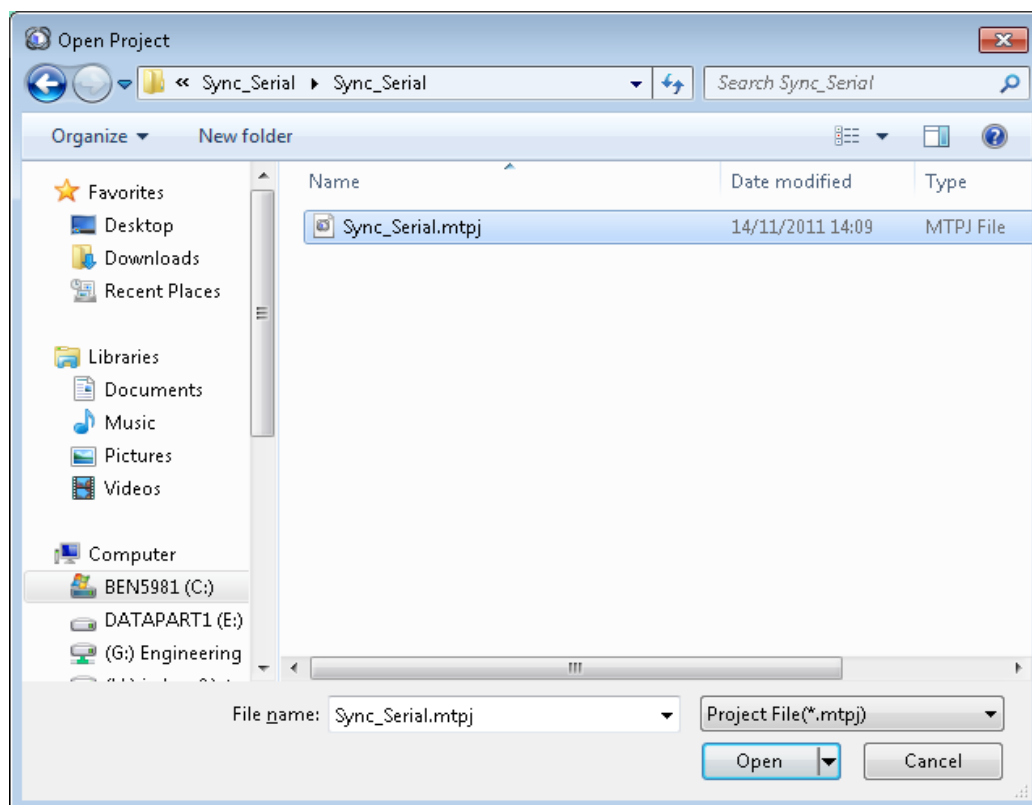 Open Project
« Sync_Serial ▸ Sync_Serial
Search Sync_Serial
Organize
New folder
Name
Date modified
Type
Favorites
Desktop
Downloads
Recent Places
Libraries
Documents
Music
Pictures
Videos
Computer
BEN5981 (C:)
DATAPART1 (E:)
(G:) Engineering
Sync_Serial.mtpj
14/11/2011 14:09
MTPJ File
File name:
Sync_Serial.mtpj
Project File(*.mtpj)
Open
Cancel